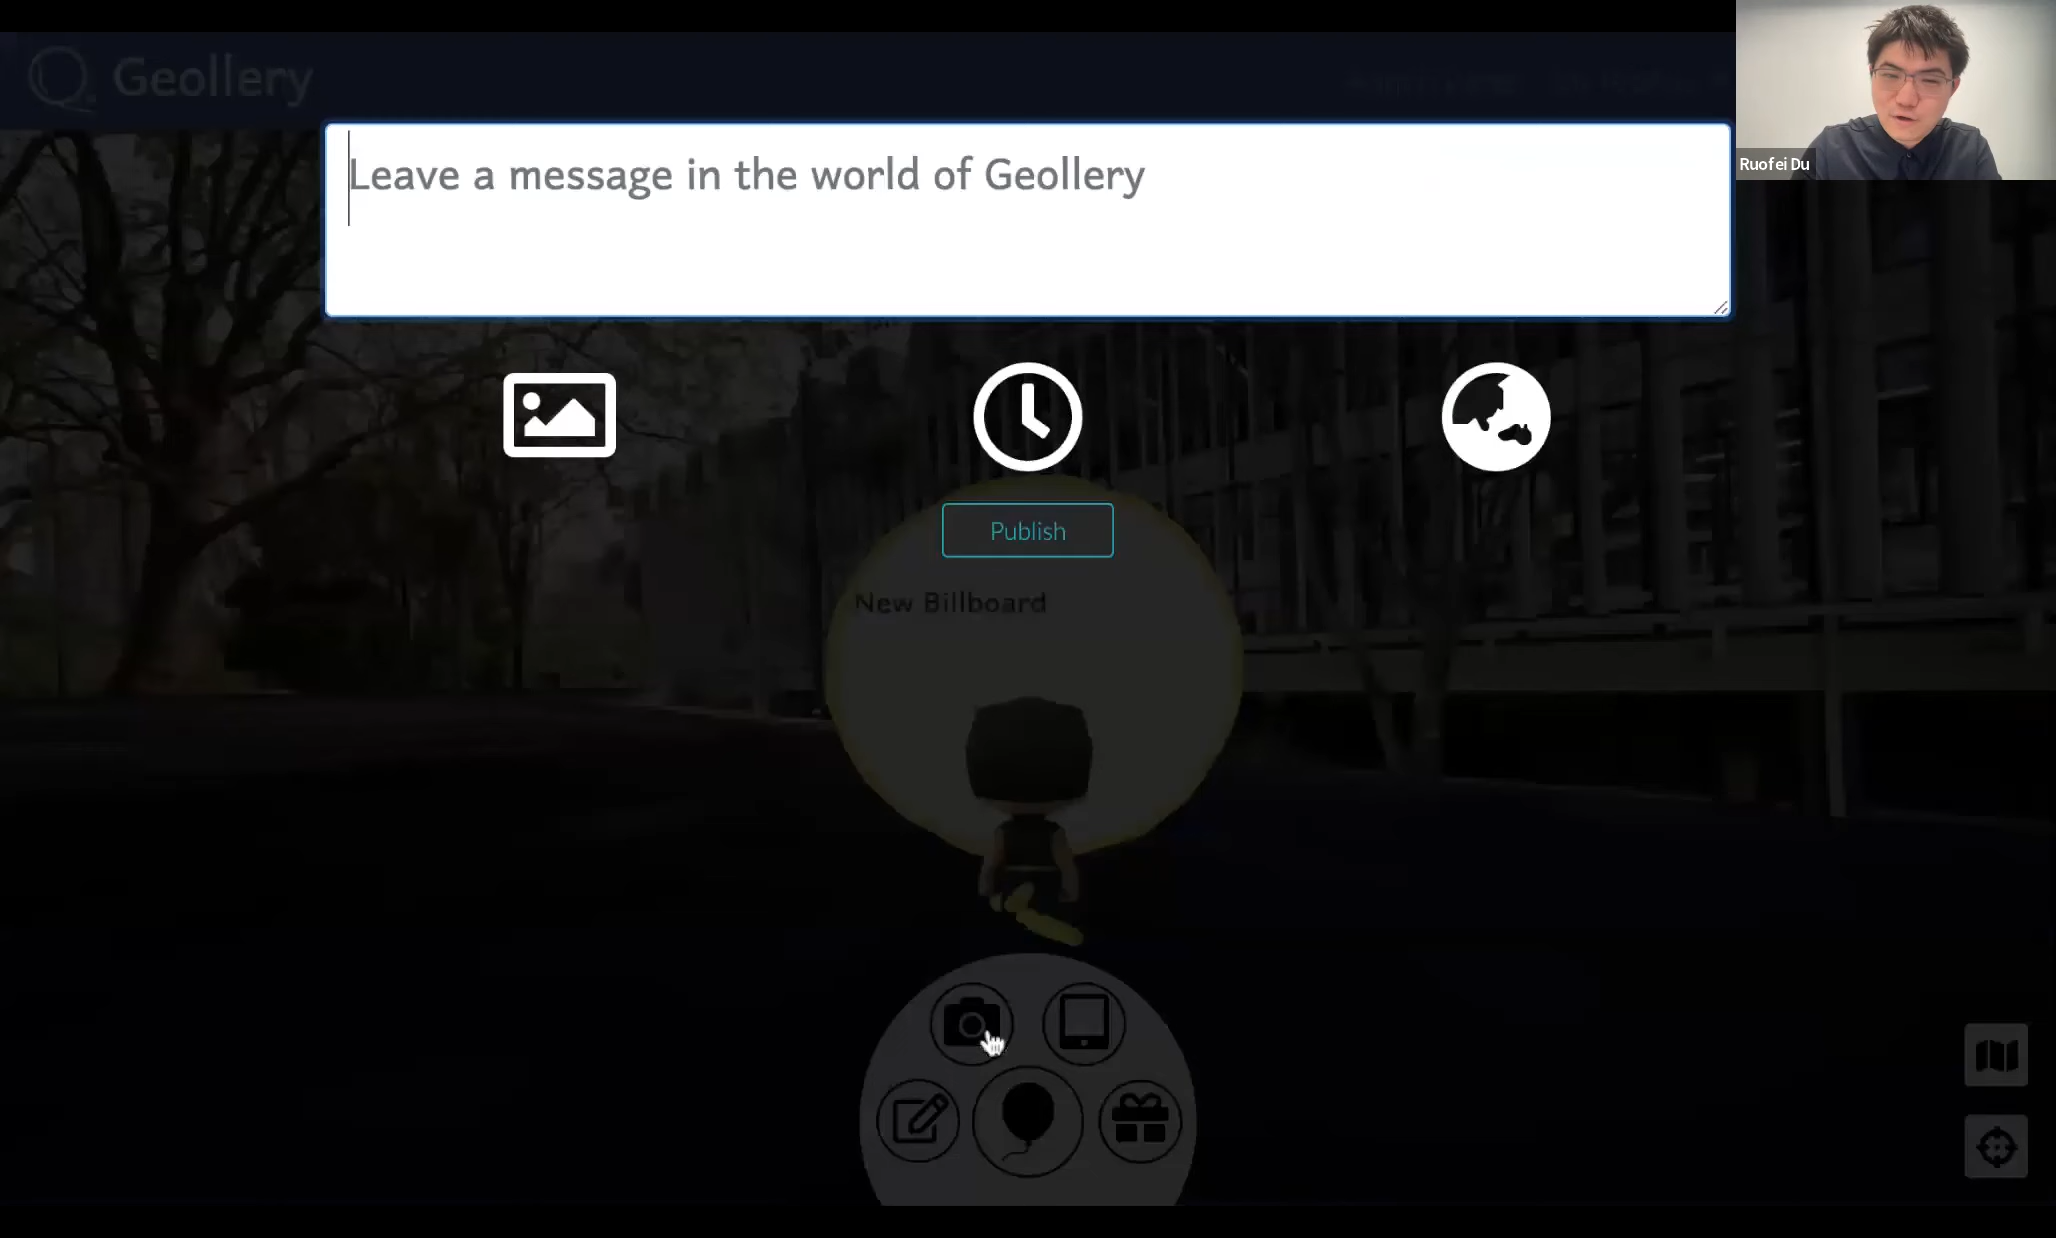 Geollery
Leave a message in the world of Geollery
Ruofei Du
Publish
New Billboard